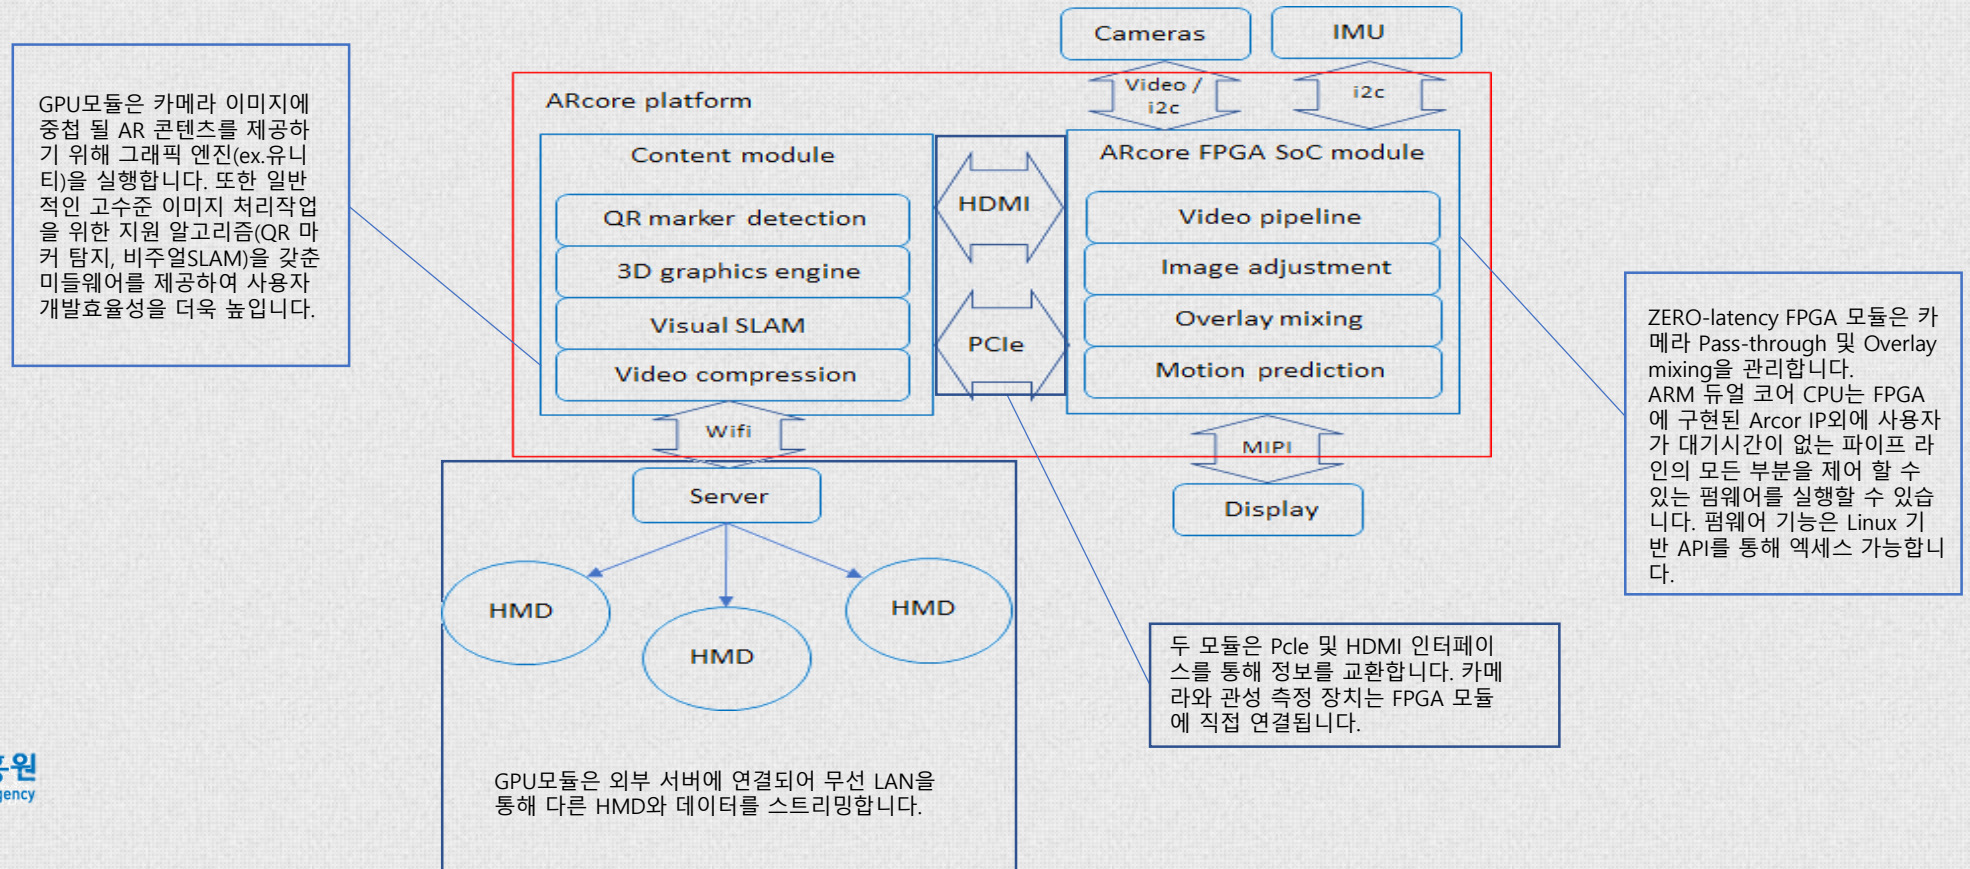 Cameras
IMU
Video /
i2c
i2c
ARcore platform
GPU모듈은 카메라 이미지에
중첩 될 AR 콘텐츠를 제공하
기 위해 그래픽 엔진(ex.유니
티)을 실행합니다. 또한 일반
적인 고수준 이미지 처리작업
을 위한 지원 알고리즘(QR 마
커 탐지, 비주얼SLAM)을 갖춘
미들웨어를 제공하여 사용자
개발효율성을 더욱 높입니다.
Content module
QR marker detection
3D graphics engine
Visual SLAM
Video compression
HDMI
PCIe
ARcore FPGA SoC module
Video pipeline
Image adjustment
Overlay mixing
Motion prediction
Wifi
MIPI
Server
Display
HMD
HMD
HMD
ZERO-latency FPGA 모듈은 카
메라 Pass-through 및 Overlay
mixing을 관리합니다.
ARM 듀얼 코어 CPU는 FPGA
에 구현된 Arcor IP외에 사용자
가 대기시간이 없는 파이프 라
인의 모든 부분을 제어 할 수
있는 펌웨어를 실행할 수 있습
니다. 펌웨어 기능은 Linux 기
반 API를 통해 엑세스 가능합니
다.
두 모듈은 Pcle 및 HDMI 인터페이
스를 통해 정보를 교환합니다. 카메
라와 관성 측정 장치는 FPGA 모듈
에 직접 연결됩니다.
GPU모듈은 외부 서버에 연결되어 무선 LAN을
통해 다른 HMD와 데이터를 스트리밍합니다.
원
gency